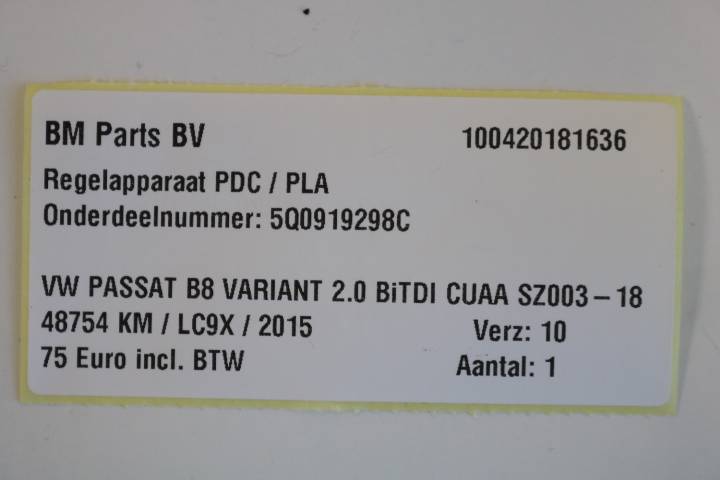 BM Parts BV 100420181636
Regelapparaat PDC / PLA
Onderdeelnummer: 5Q0919298C
VW PASSAT B8 VARIANT 2.0 BiTDI CUAA SZ003-18
48754 KM / LC9X / 2015 Verz: 10
75 Euro incl. BTW Aantal: 1